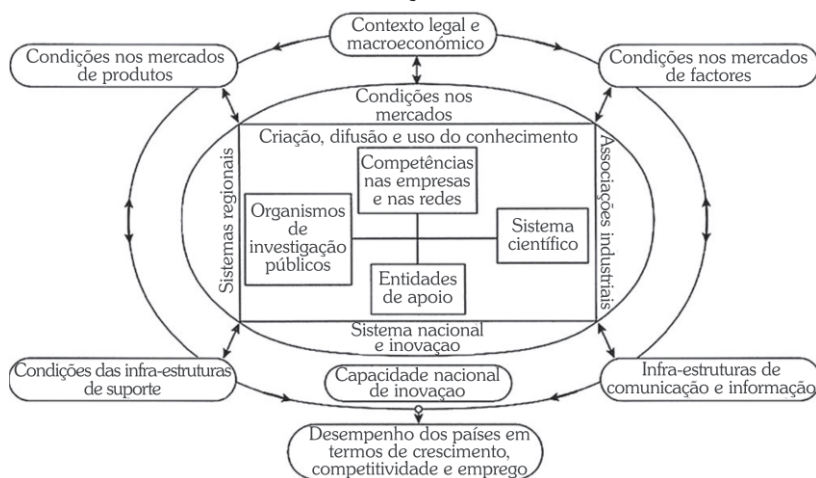 Contexto legal e
macroeconómico
Condições nos mercados
de produtos
Condições nos mercados
de factores
Condições nos
mercados
Criação, difusão e uso do conhecimento
Sistemas regionais
Associações industriais
Competências
nas empresas
e nas redes
Organismos
de
investigação
públicos
Sistema
científico
Entidades
de apoio
Sistema nacional
e inovaçao
Condições das infra-estruturas
de suporte
Capacidade nacional
de inovaçao
Infra-estruturas de
comunicação e informação
Desempenho dos países em
termos de crescimento,
competitividade e emprego